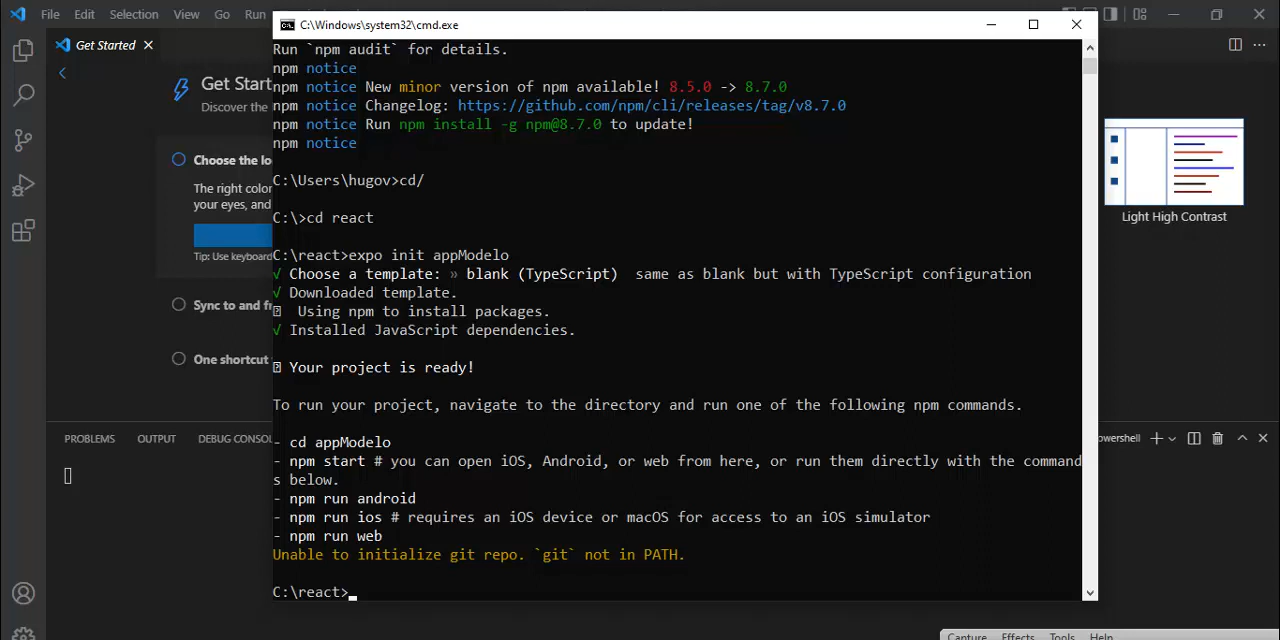 File Edit Selection View Go Run
C:\Windows\system32\cmd.exe
Get Started
Get Start
Discover the
Choose the lo
The right color
your eyes, and
Tip: Use keyboard
Sync to and fr
One shortcut
Light High Contrast
Run `npm audit` for details.
npm notice
npm notice New minor version of npm available! 8.5.0 -> 8.7.0
npm notice Changelog: https://github.com/npm/cli/releases/tag/v8.7.0
npm notice Run npm install -g npm@8.7.0 to update!
npm notice
C:\Users\hugov>cd/
C:\>cd react
C:\react>expo init appModelo
√ Choose a template: » blank (TypeScript)  same as blank but with TypeScript configuration
√ Downloaded template.
Using npm to install packages.
√ Installed JavaScript dependencies.
Your project is ready!
To run your project, navigate to the directory and run one of the following npm commands.
- cd appModelo
- npm start # you can open iOS, Android, or web from here, or run them directly with the command
s below.
- npm run android
- npm run ios # requires an iOS device or macOS for access to an iOS simulator
- npm run web
Unable to initialize git repo. `git` not in PATH.
C:\react>
PROBLEMS OUTPUT DEBUG CONSOL
owershell
Capture Effects Tools Help